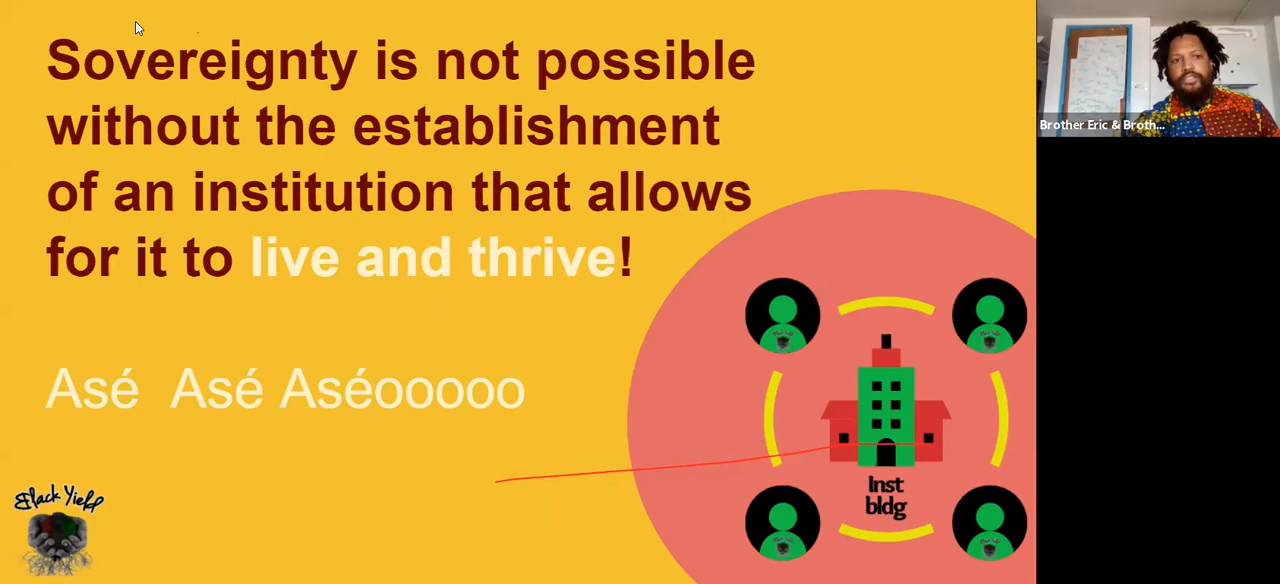 Sovereignty is not possible
without the establishment
of an institution that allows
for it to live and thrive!
Asé  Asé Aséooooo
Inst
bldg
Black Yield
Brother Eric & Broth...